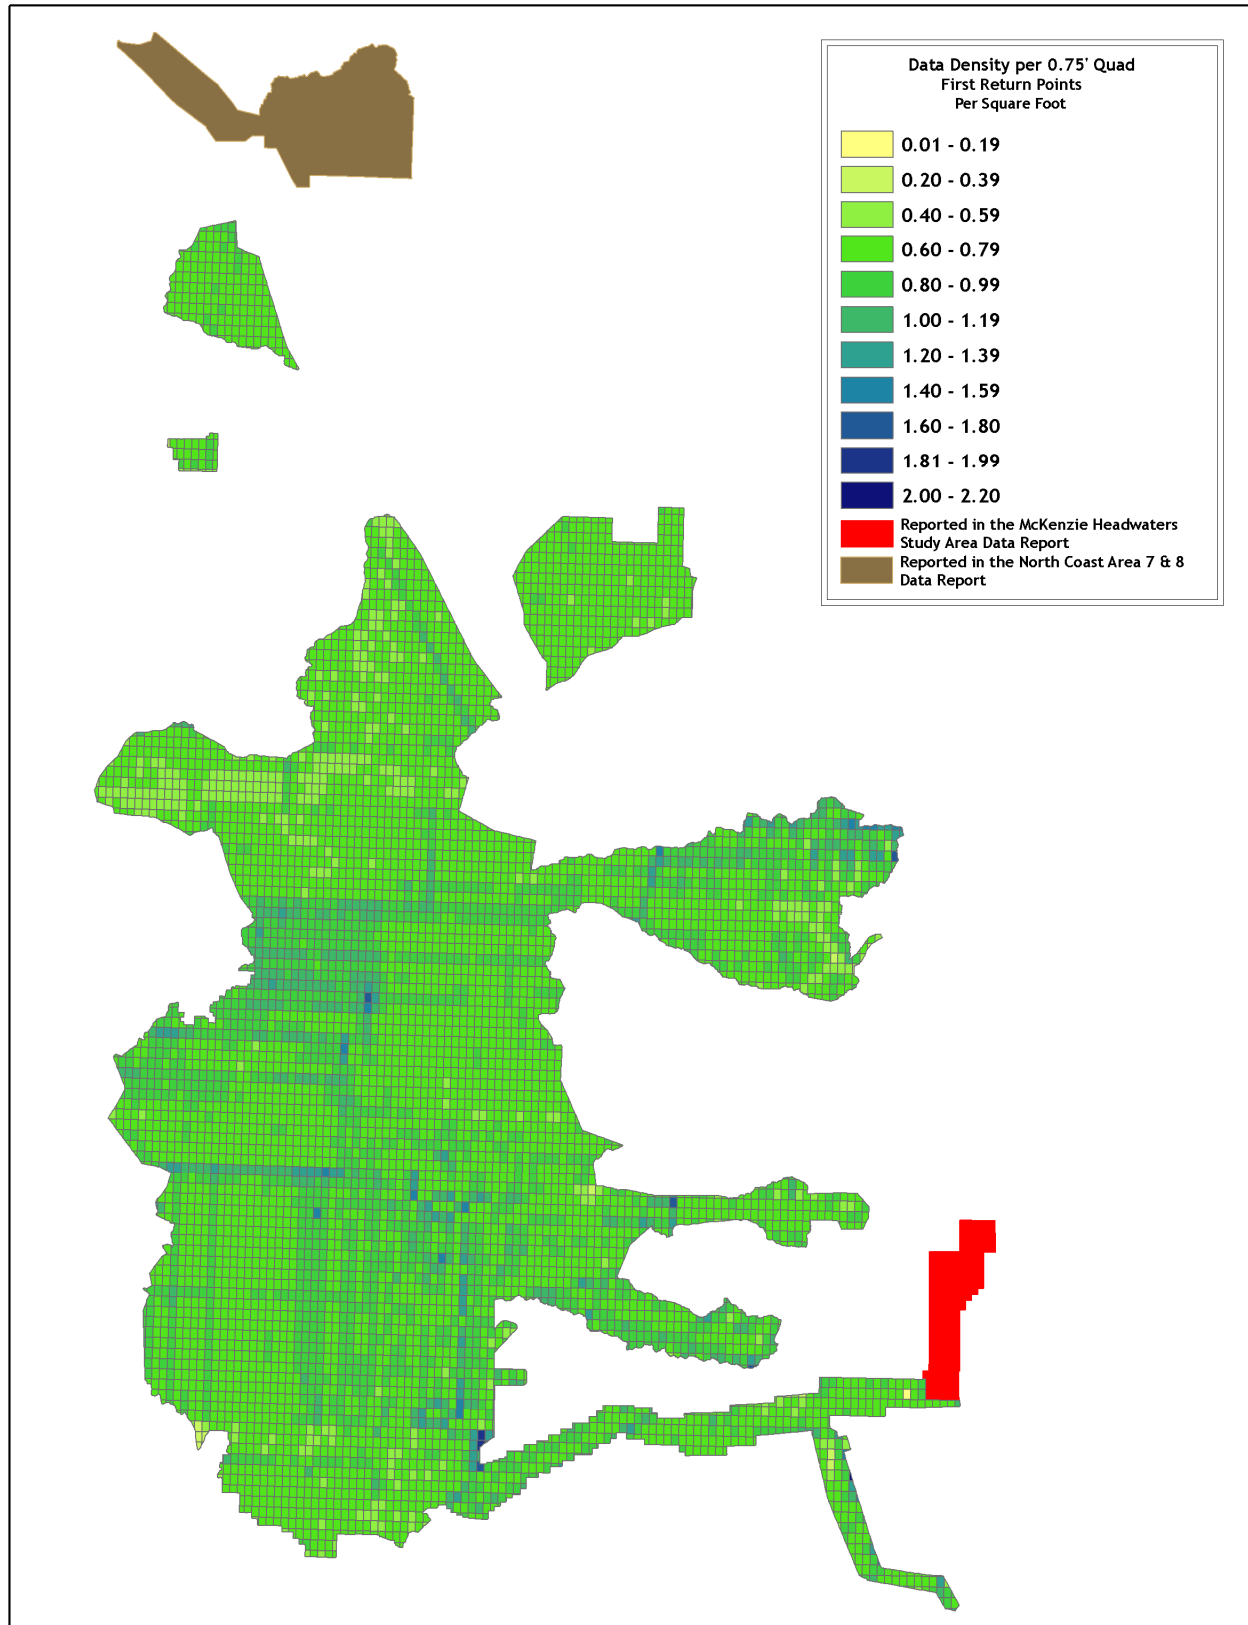 Data Density per 0.75' Quad
First Return Points
Per Square Foot
0.01 - 0.19
0.20 - 0.39
0.40 - 0.59
0.60 - 0.79
0.80 - 0.99
1.00 - 1.19
1.20 - 1.39
1.40 - 1.59
1.60 - 1.80
1.81 - 1.99
2.00 - 2.20
Reported in the McKenzie Headwaters
Study Area Data Report
Reported in the North Coast Area 7 & 8
Data Report